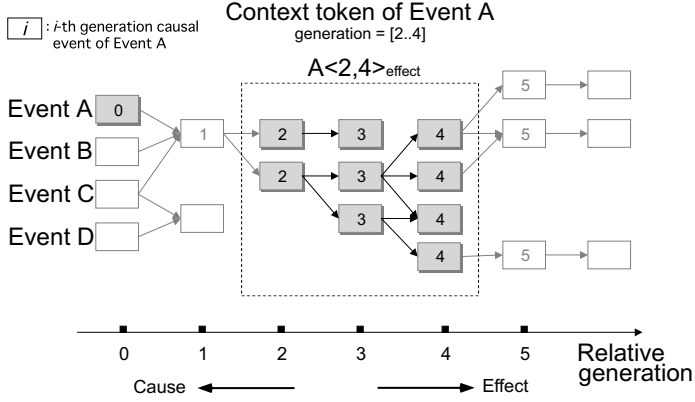 Context token of Event A
generation = [2..4]
i : i-th generation causal
event of Event A
A<2,4>effect
5
Event A 0
1 2 3 4 5
Event B
2 3 4
Event C
3 4
Event D
4 5
0 1 2 3 4 5 Relative
generation
Cause Effect